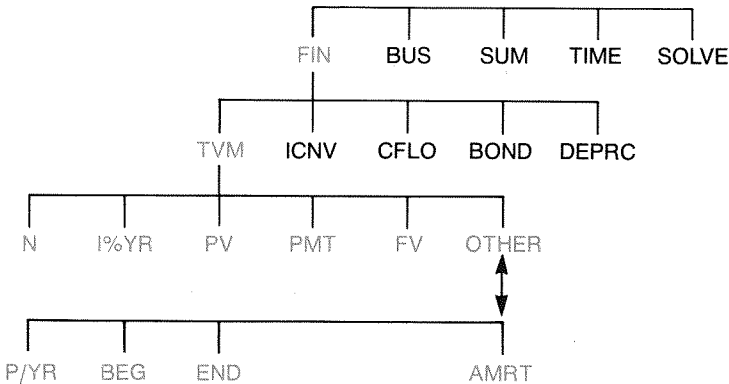 FIN BUS SUM TIME SOLVE
TVM ICNV CFLO BOND DEPRC
N I%YR PV PMT FV OTHER
P/YR BEG END AMRT